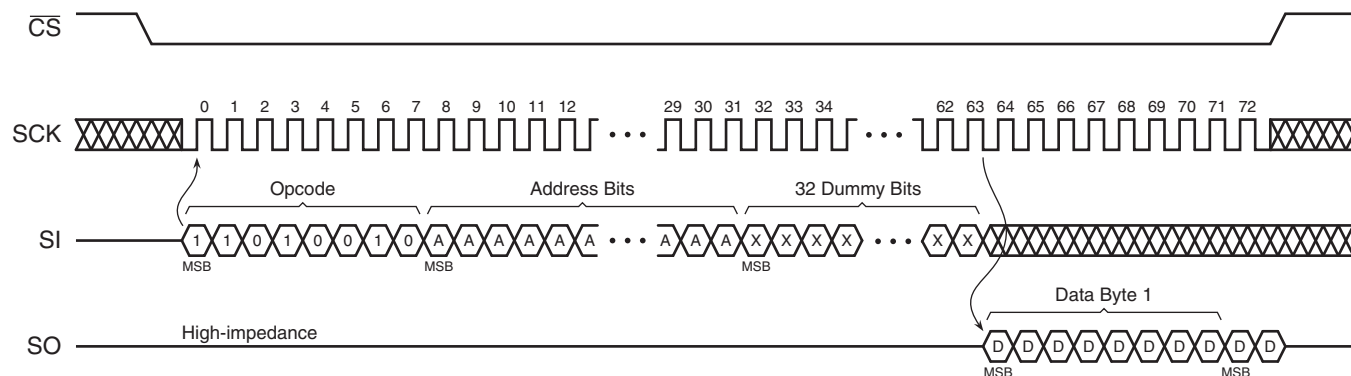 CS
0 1 2 3 4 5 6 7 8 9 10 11 12 29 30 31 32 33 34 62 63 64 65 66 67 68 69 70 71 72
SCK
Opcode Address Bits 32 Dummy Bits
SI 1 1 0 1 0 0 1 0 A A A A A A A A A X X X X X X
MSB MSB MSB
Data Byte 1
High-impedance
SO D D D D D D D D D D
MSB MSB